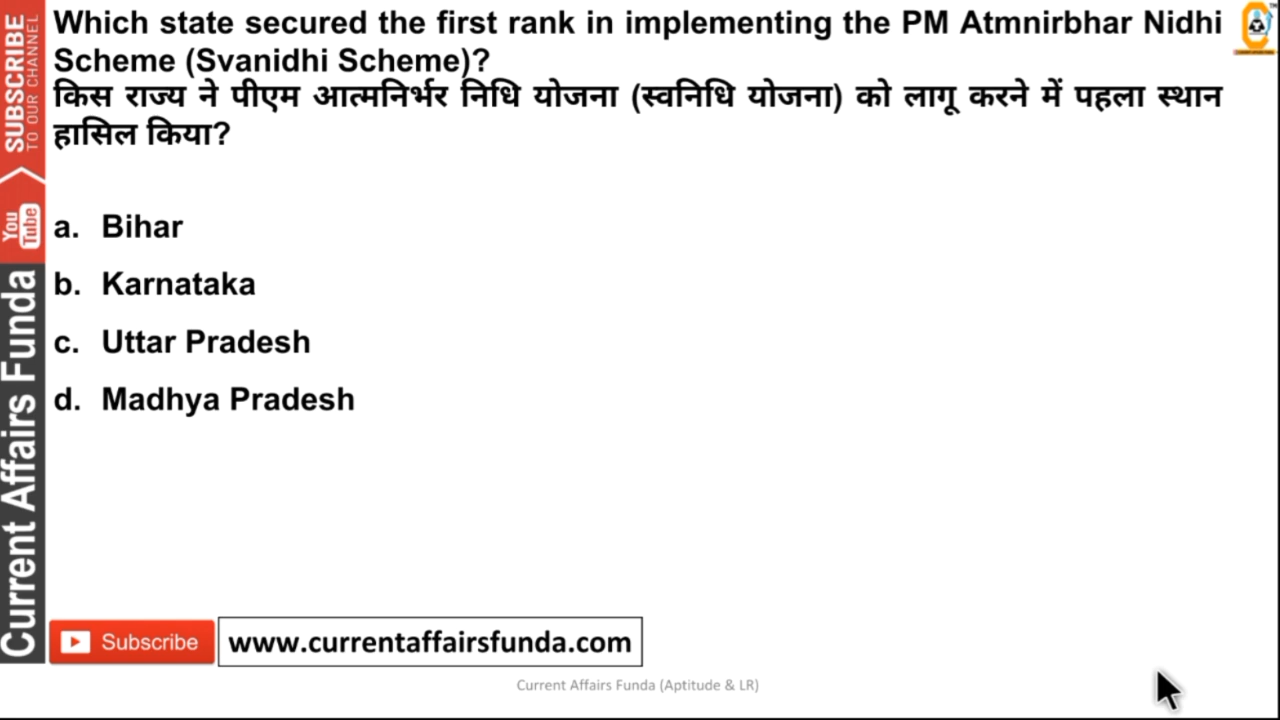 Which state secured the first rank in implementing the PM Atmnirbhar Nidhi
Scheme (Svanidhi Scheme)?
किस राज्य ने पीएम आत्मनिर्भर निधि योजना (स्वनिधि योजना) को लागू करने में पहला स्थान
हासिल किया?
a. Bihar
b. Karnataka
c. Uttar Pradesh
d. Madhya Pradesh
SUBSCRIBE
TO OUR CHANNEL
You Tube
Current Affairs Funda
Subscribe
www.currentaffairsfunda.com
Current Affairs Funda (Aptitude & LR)